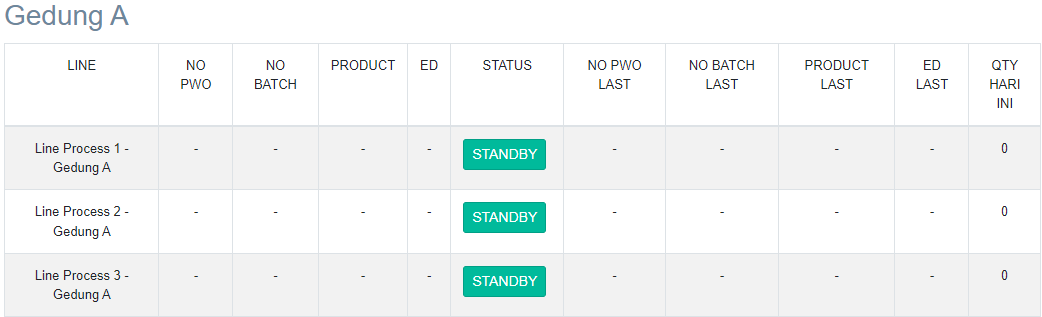 Gedung A
LINE NO PWO NO BATCH PRODUCT ED STATUS NO PWO LAST NO BATCH LAST PRODUCT LAST ED LAST QTY HARI INI
Line Process 1 - Gedung A - - - - STANDBY - - - - 0
Line Process 2 - Gedung A - - - - STANDBY - - - - 0
Line Process 3 - Gedung A - - - - STANDBY - - - - 0